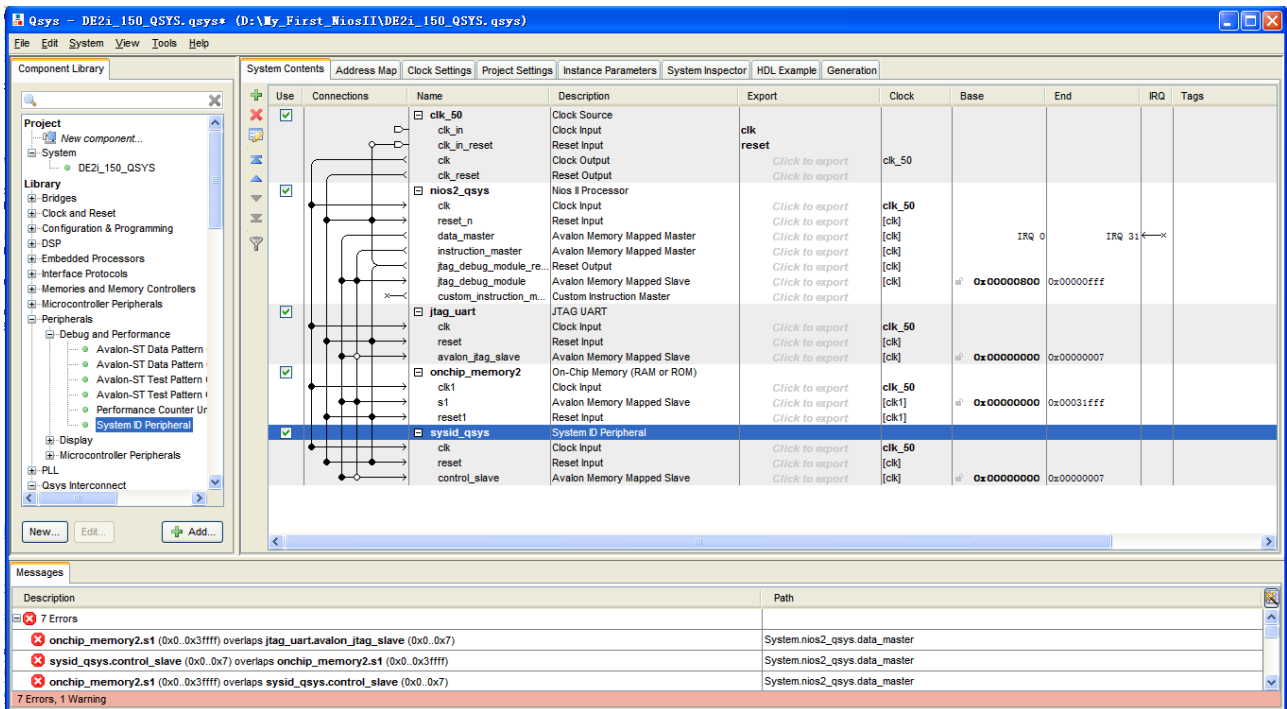 Qsys - DE2i_150_QSYS.qsys* (D:\My_First_NiosII\DE2i_150_QSYS.qsys)
File Edit System View Tools Help
Component Library
Project
New component...
System
DE2i_150_QSYS
Library
Bridges
Clock and Reset
Configuration & Programming
DSP
Embedded Processors
Interface Protocols
Memories and Memory Controllers
Microcontroller Peripherals
Peripherals
Debug and Performance
Avalon-ST Data Pattern
Avalon-ST Data Pattern
Avalon-ST Test Pattern
Avalon-ST Test Pattern
Performance Counter Un
System ID Peripheral
Display
Microcontroller Peripherals
PLL
Qsys Interconnect
New... Edit... Add...
System Contents Address Map Clock Settings Project Settings Instance Parameters System Inspector HDL Example Generation
Use Connections Name Description Export Clock Base End IRQ Tags
clk_50 Clock Source
clk_in Clock Input clk
clk_in_reset Reset Input reset
clk Clock Output Click to export clk_50
clk_reset Reset Output Click to export
nios2_qsys Nios II Processor
clk Clock Input Click to export clk_50
reset_n Reset Input Click to export [clk]
data_master Avalon Memory Mapped Master Click to export [clk] IRQ 0 IRQ 31
instruction_master Avalon Memory Mapped Master Click to export [clk]
jtag_debug_module_re... Reset Output Click to export [clk]
jtag_debug_module Avalon Memory Mapped Slave Click to export [clk] 0x00000800 0x00000fff
custom_instruction_m... Custom Instruction Master Click to export
jtag_uart JTAG UART
clk Clock Input Click to export clk_50
reset Reset Input Click to export [clk]
avalon_jtag_slave Avalon Memory Mapped Slave Click to export [clk] 0x00000000 0x00000007
onchip_memory2 On-Chip Memory (RAM or ROM)
clk1 Clock Input Click to export clk_50
s1 Avalon Memory Mapped Slave Click to export [clk1] 0x00000000 0x00031fff
reset1 Reset Input Click to export [clk1]
sysid_qsys System ID Peripheral
clk Clock Input Click to export clk_50
reset Reset Input Click to export [clk]
control_slave Avalon Memory Mapped Slave Click to export [clk] 0x00000000 0x00000007
Messages
Description Path
7 Errors
onchip_memory2.s1 (0x0..0x3ffff) overlaps jtag_uart.avalon_jtag_slave (0x0..0x7) System.nios2_qsys.data_master
sysid_qsys.control_slave (0x0..0x7) overlaps onchip_memory2.s1 (0x0..0x3ffff) System.nios2_qsys.data_master
onchip_memory2.s1 (0x0..0x3ffff) overlaps sysid_qsys.control_slave (0x0..0x7) System.nios2_qsys.data_master
7 Errors, 1 Warning